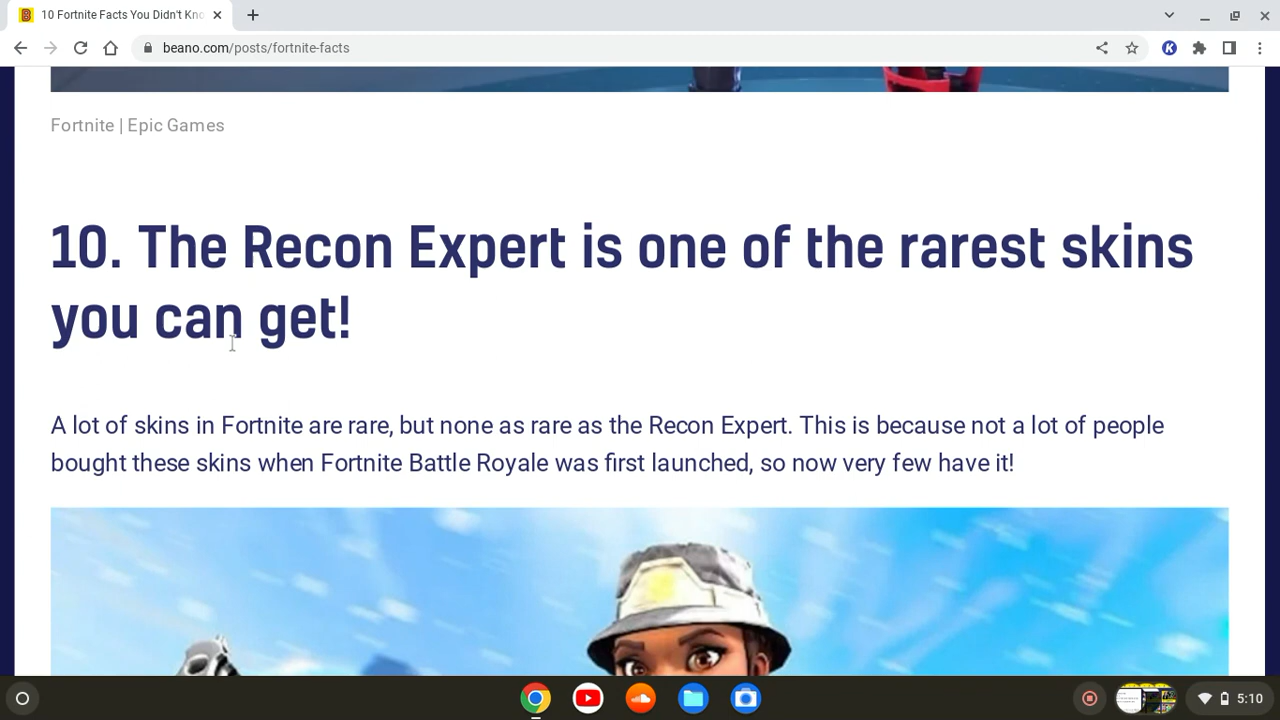 10 Fortnite Facts You Didn't Kno
beano.com/posts/fortnite-facts
Fortnite | Epic Games
10. The Recon Expert is one of the rarest skins
you can get!
A lot of skins in Fortnite are rare, but none as rare as the Recon Expert. This is because not a lot of people
bought these skins when Fortnite Battle Royale was first launched, so now very few have it!
5:10